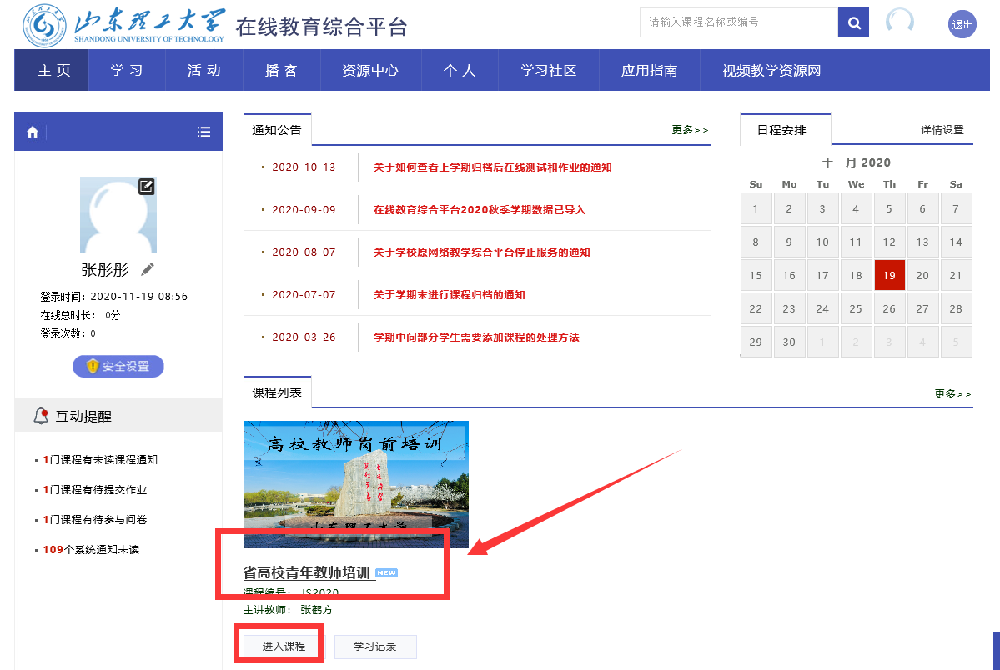 山东理工大学
SHANDONG UNIVERSITY OF TECHNOLOGY
在线教育综合平台
请输入课程名称或编号
退出
主 页 学 习 活 动 播 客 资源中心 个 人 学习社区 应用指南 视频教学资源网
张彤彤
登录时间：2020-11-19 08:56
在线总时长： 0分
登录次数：0
安全设置
互动提醒
1门课程有未读课程通知
1门课程有待提交作业
1门课程有待参与问卷
109个系统通知未读
通知公告 更多>>
2020-10-13 关于如何查看上学期归档后在线测试和作业的通知
2020-09-09 在线教育综合平台2020秋季学期数据已导入
2020-08-07 关于学校原网络教学综合平台停止服务的通知
2020-07-07 关于学期末进行课程归档的通知
2020-03-26 学期中间部分学生需要添加课程的处理方法
日程安排 详情设置
十一月 2020
Su Mo Tu We Th Fr Sa
1 2 3 4 5 6 7
8 9 10 11 12 13 14
15 16 17 18 19 20 21
22 23 24 25 26 27 28
29 30 1 2 3 4 5
课程列表 更多>>
高校教师岗前培训
山东理工大学
省高校青年教师培训 NEW
课程编号： JS2020
主讲教师： 张鹤方
进入课程 学习记录